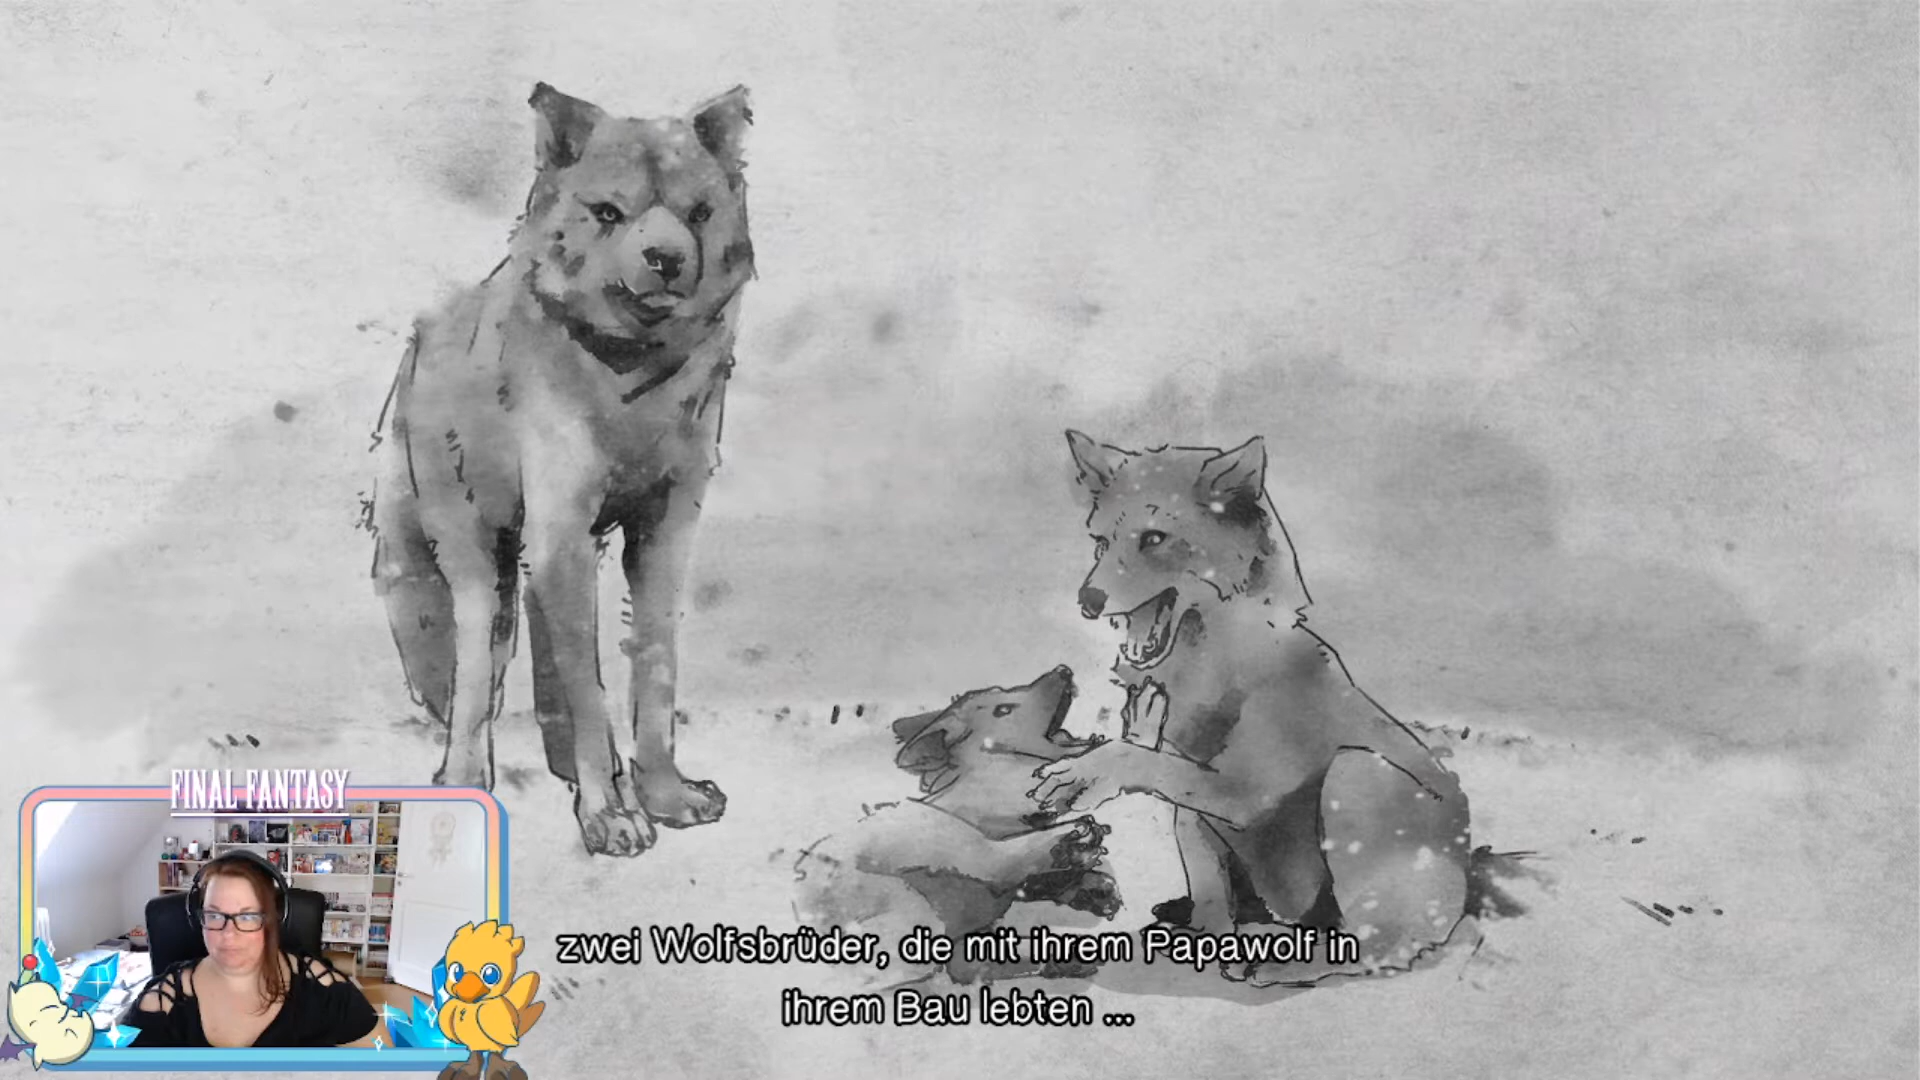 FINAL FANTASY
zwei Wolfsbrüder, die mit ihrem Papawolf in
ihrem Bau lebten ...